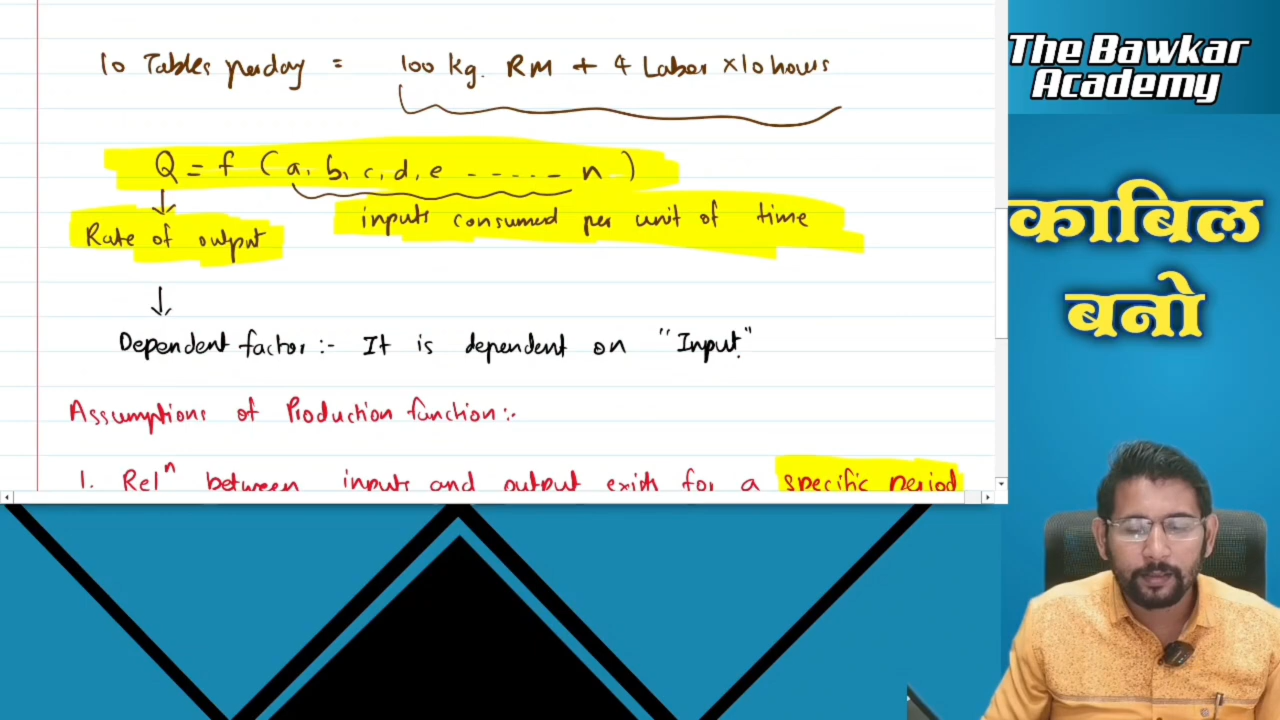 10 Tables per day = 100 kg. RM + 4 Labor ×10 hours
Q = f (a, b, c, d, e ------ n)
inputs consumed per unit of time
Rate of output
Dependent factor:- It is dependent on "Input."
Assumptions of Production function:-
1. Relⁿ between inputs and output exists for a specific period
The Bawkar
Academy
काबिल
बनो